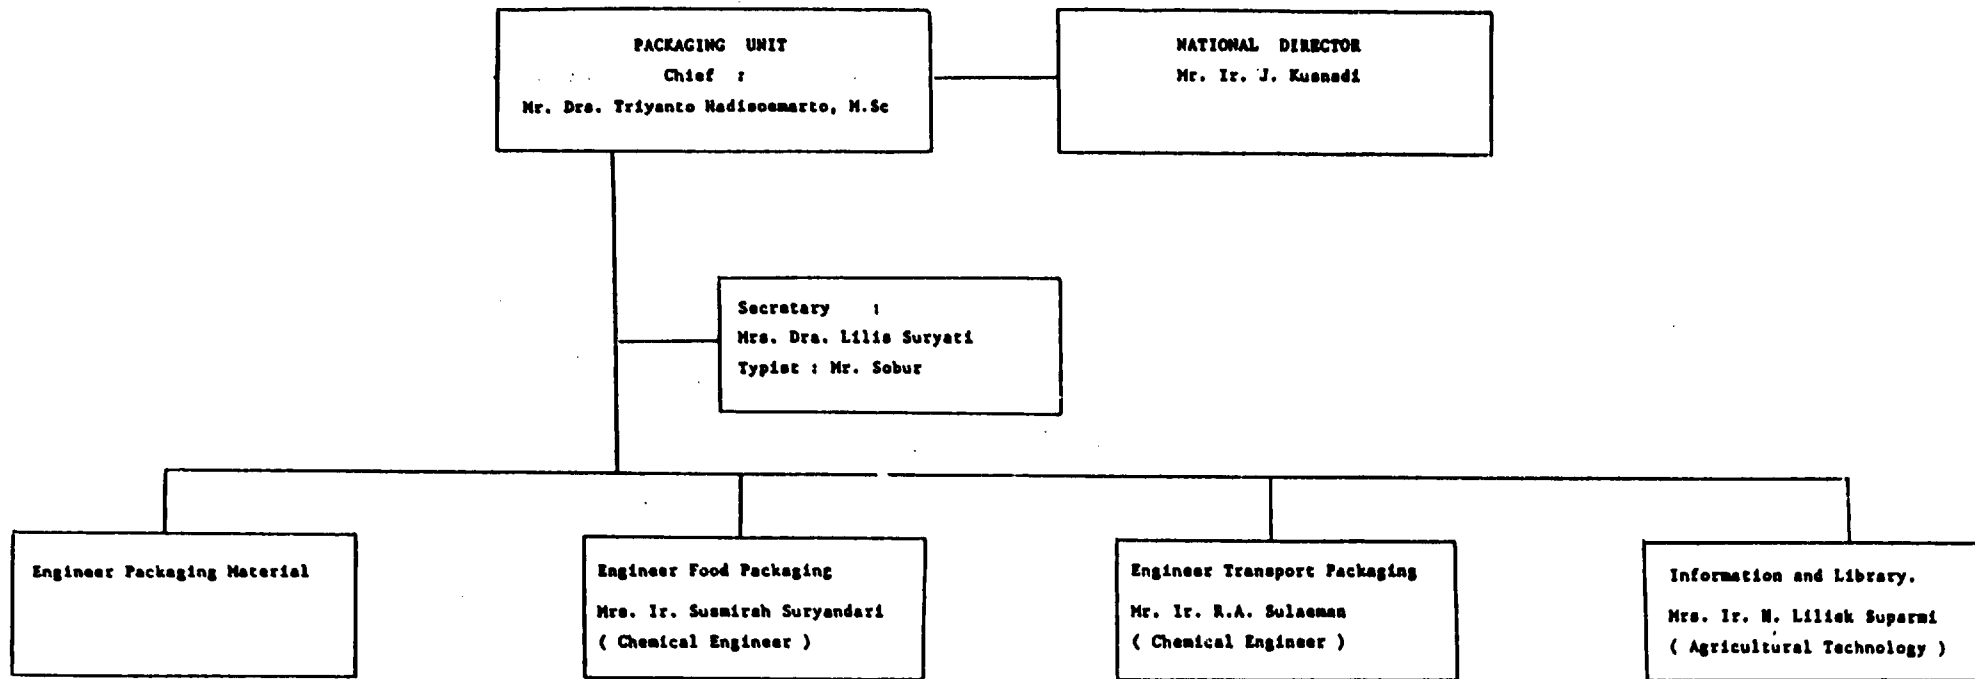 PACKAGING UNIT
Chief :
Mr. Drs. Triyanto Hadisoemarto, M.Sc
NATIONAL DIRECTOR
Mr. Ir. J. Kusnadi
Secretary :
Mrs. Dra. Lilis Suryati
Typist : Mr. Sobur
Engineer Packaging Material
Engineer Food Packaging
Mrs. Ir. Susmirah Suryandari
( Chemical Engineer )
Engineer Transport Packaging
Mr. Ir. R.A. Sulaeman
( Chemical Engineer )
Information and Library.
Mrs. Ir. N. Liliek Suparmi
( Agricultural Technology )